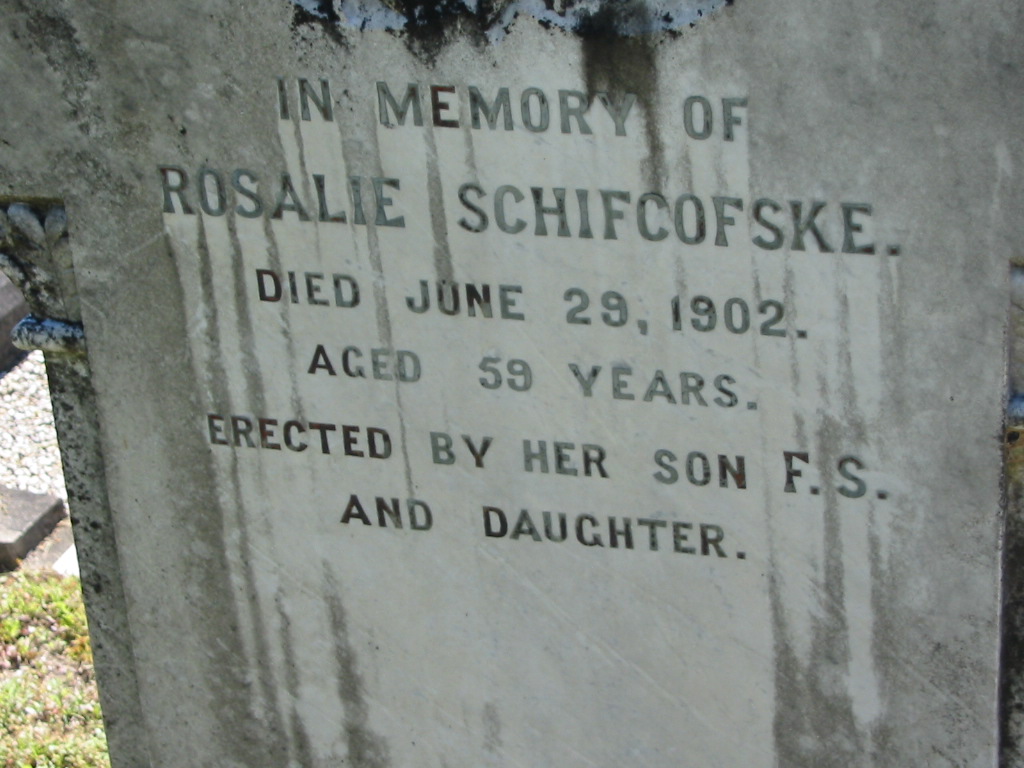 IN MEMORY OF
ROSALIE SCHIFCOFSKE.
DIED JUNE 29, 1902.
AGED 59 YEARS.
ERECTED BY HER SON F.S.
AND DAUGHTER.